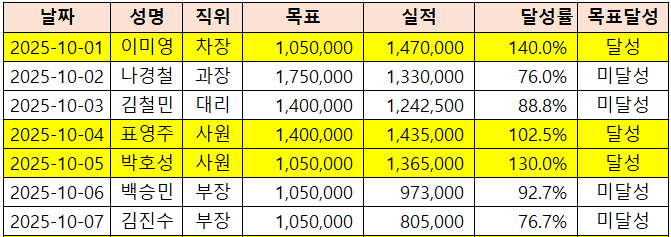 날짜 성명 직위 목표 실적 달성률 목표달성
2025-10-01 이미영 차장 1,050,000 1,470,000 140.0% 달성
2025-10-02 나경철 과장 1,750,000 1,330,000 76.0% 미달성
2025-10-03 김철민 대리 1,400,000 1,242,500 88.8% 미달성
2025-10-04 표영주 사원 1,400,000 1,435,000 102.5% 달성
2025-10-05 박호성 사원 1,050,000 1,365,000 130.0% 달성
2025-10-06 백승민 부장 1,050,000 973,000 92.7% 미달성
2025-10-07 김진수 부장 1,050,000 805,000 76.7% 미달성